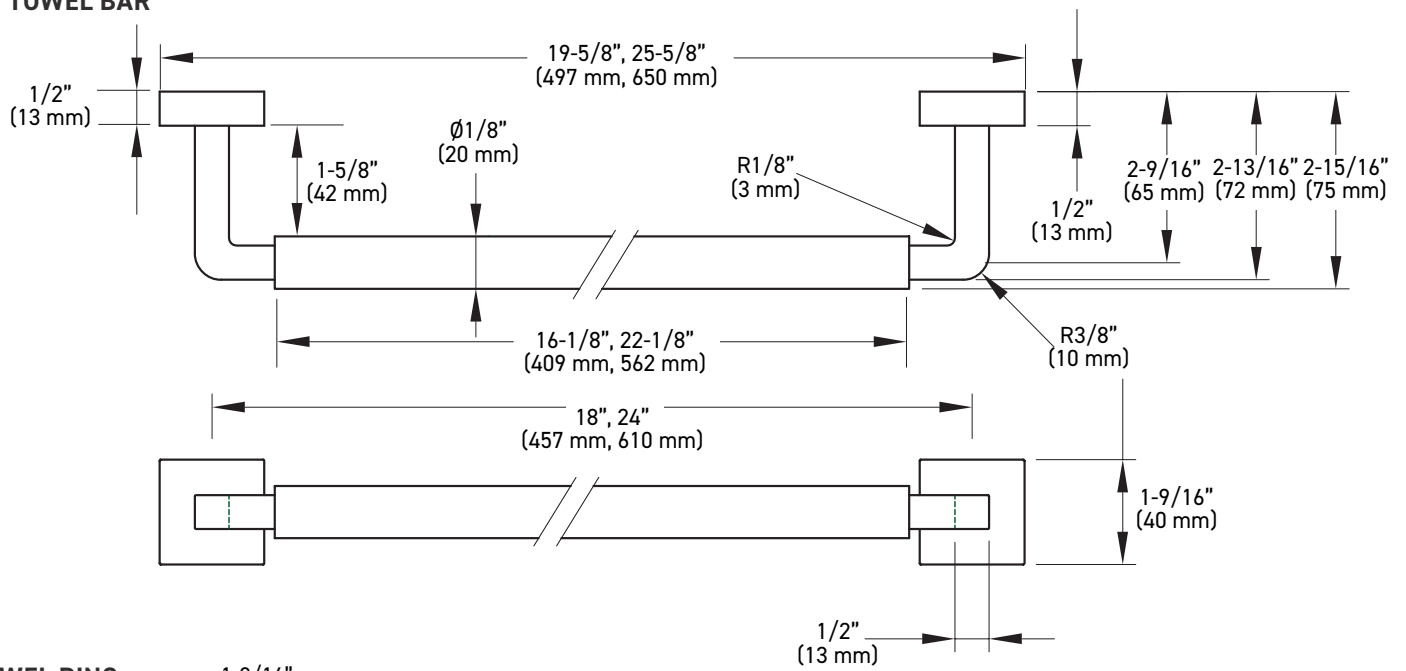 TOWEL BAR
19-5/8”, 25-5/8”
(497 mm, 650 mm)
1/2”
(13 mm)
Ø1/8”
(20 mm)
1-5/8”
(42 mm)
R1/8”
(3 mm)
2-9/16”
(65 mm)
2-13/16”
(72 mm)
2-15/16”
(75 mm)
1/2”
(13 mm)
16-1/8”, 22-1/8”
(409 mm, 562 mm)
R3/8”
(10 mm)
18”, 24”
(457 mm, 610 mm)
1-9/16”
(40 mm)
1/2”
(13 mm)